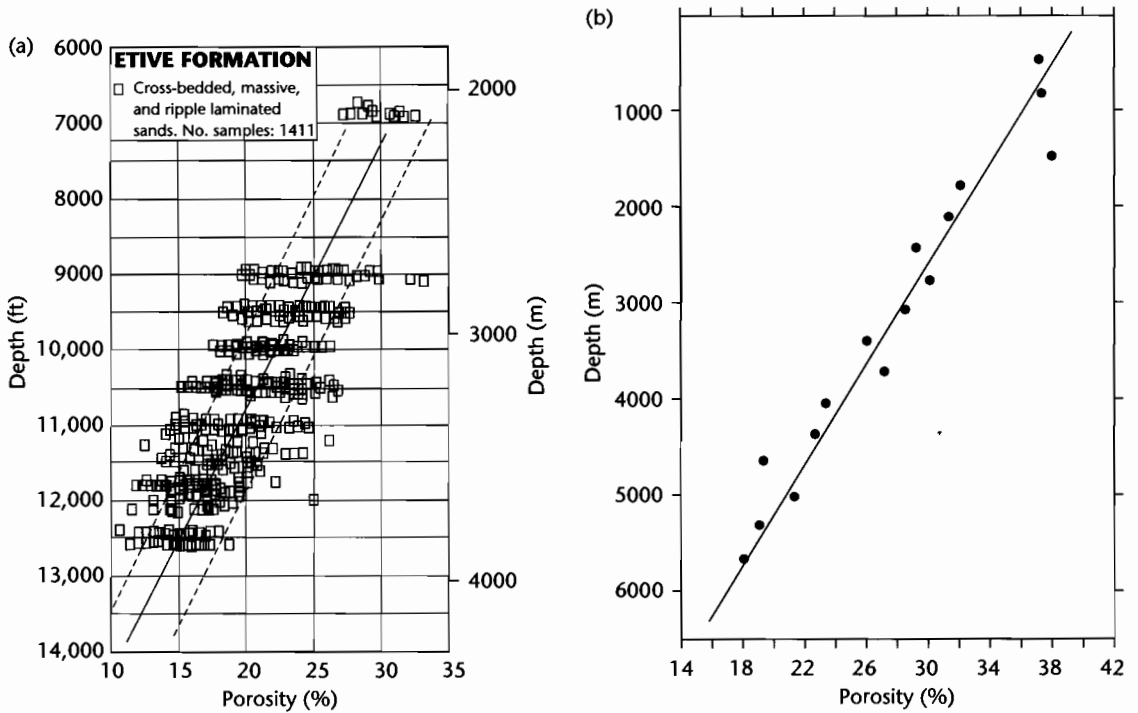 (a)
ETIVE FORMATION
Cross-bedded, massive,
and ripple laminated
sands. No. samples: 1411
6000
7000
8000
9000
10,000
11,000
12,000
13,000
14,000
Depth (ft)
10 15 20 25 30 35
Porosity (%)
2000
3000
4000
Depth (m)
(b)
1000
2000
3000
4000
5000
6000
Depth (m)
14 18 22 26 30 34 38 42
Porosity (%)